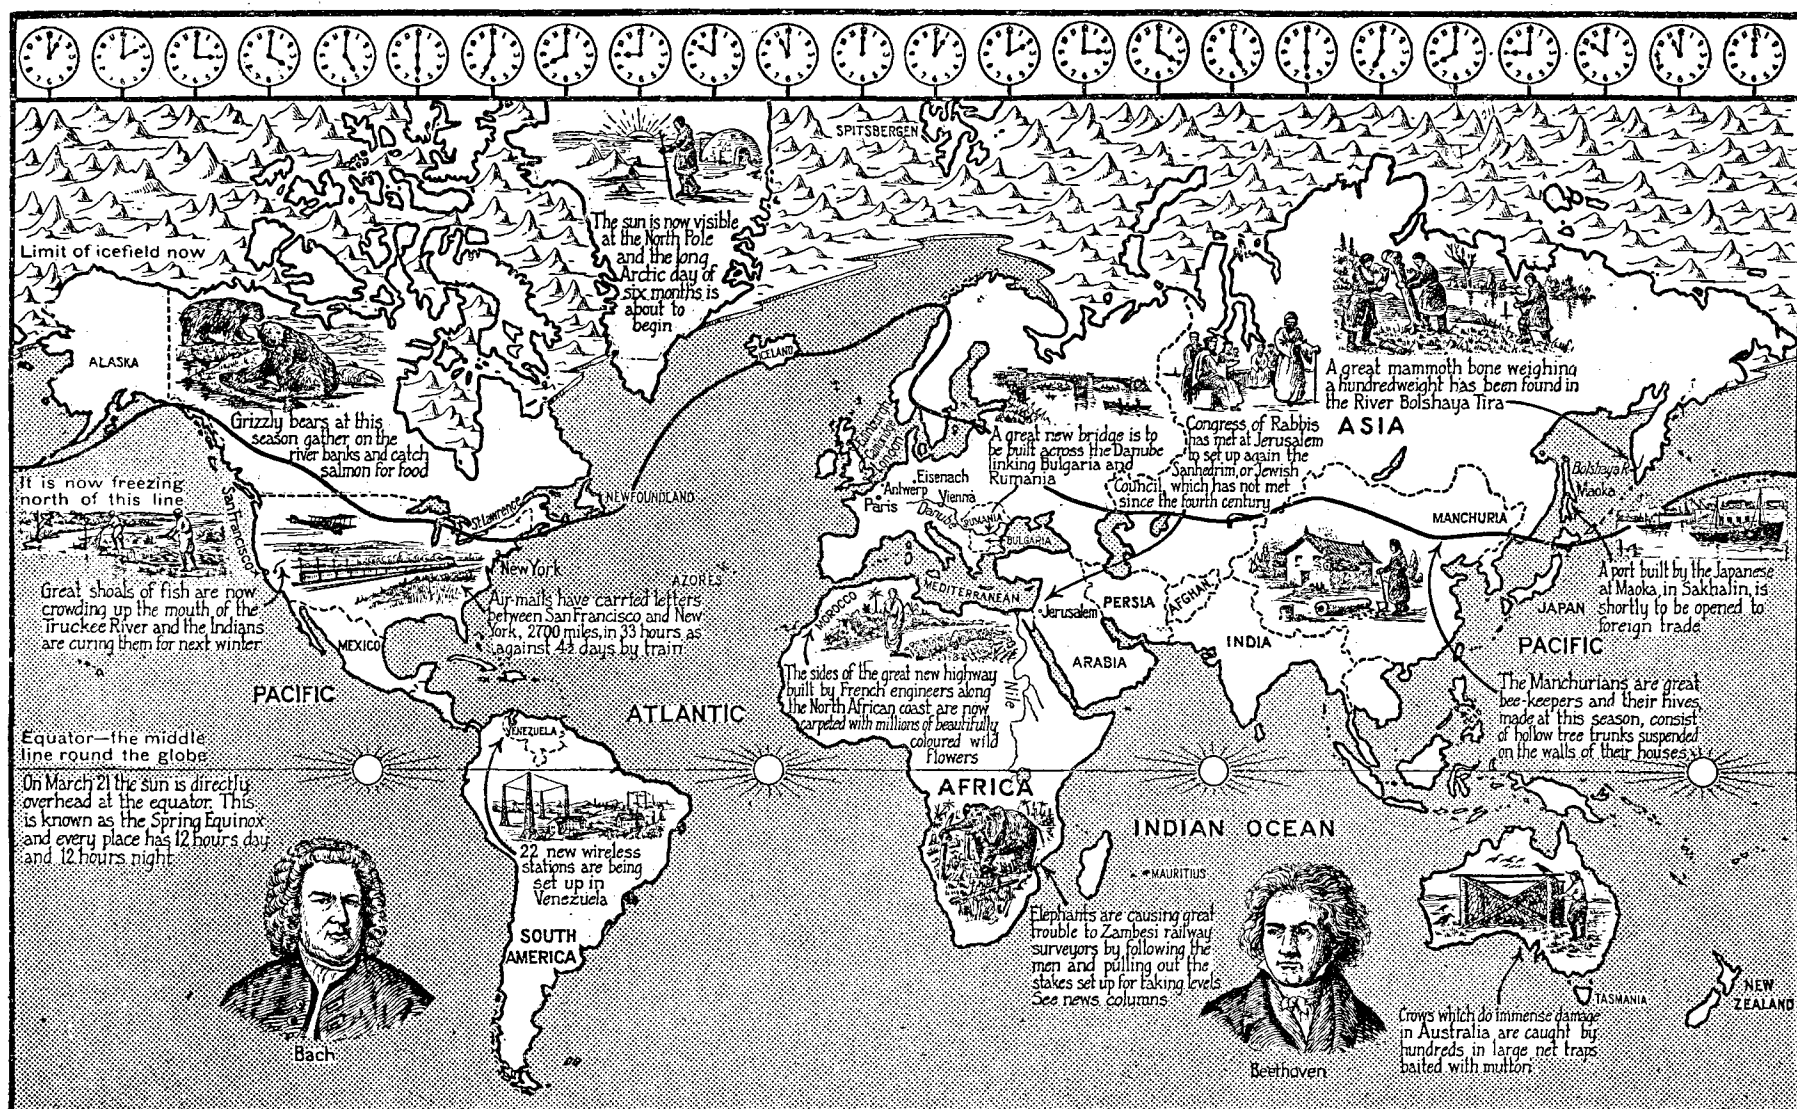 SPITSBERGEN
Limit of icefield now
The sun is now visible
at the North Pole
and the long
Arctic day of
six months is
about to
begin
ALASKA
ICELAND
Grizzly bears at this
season gather on the
river banks and catch
salmon for food
A great mammoth bone weighing
a hundredweight has been found in
the River Bolshaya Tira
ASIA
Congress of Rabbis
has met at Jerusalem
to set up again the
Sanhedrim, or Jewish
Council, which has not met
since the fourth century
A great new bridge is to
be built across the Danube
linking Bulgaria and
Rumania
It is now freezing
north of this line
San Francisco
NEWFOUNDLAND
St. Lawrence
London
Eisenach
Antwerp
Vienna
Paris
Danube
RUMANIA
BULGARIA
Bolshaya R.
Maoka
MANCHURIA
Great shoals of fish are now
crowding up the mouth of the
Truckee River and the Indians
are curing them for next winter
New York
Air-mails have carried letters
between San Francisco and New
York, 2700 miles, in 33 hours as
against 4½ days by train
AZORES
MEDITERRANEAN
MOROCCO
Jerusalem
PERSIA
AFGHAN.
INDIA
ARABIA
JAPAN
A port built by the Japanese
at Maoka, in Sakhalin, is
shortly to be opened to
foreign trade
MEXICO
PACIFIC
PACIFIC
ATLANTIC
The sides of the great new highway
built by French engineers along
the North African coast are now
carpeted with millions of beautifully
coloured wild
flowers
Nile
The Manchurians are great
bee-keepers and their hives,
made at this season, consist
of hollow tree trunks suspended
on the walls of their houses
VENEZUELA
Equator—the middle
line round the globe
On March 21 the sun is directly
overhead at the equator. This
is known as the Spring Equinox
and every place has 12 hours day
and 12 hours night
AFRICA
INDIAN OCEAN
22 new wireless
stations are being
set up in
Venezuela
SOUTH
AMERICA
MAURITIUS
Elephants are causing great
trouble to Zambesi railway
surveyors by following the
men and pulling out the
stakes set up for taking levels
See news columns
TASMANIA
NEW
ZEALAND
Crows which do immense damage
in Australia are caught by
hundreds in large net traps
baited with mutton
Bach
Beethoven